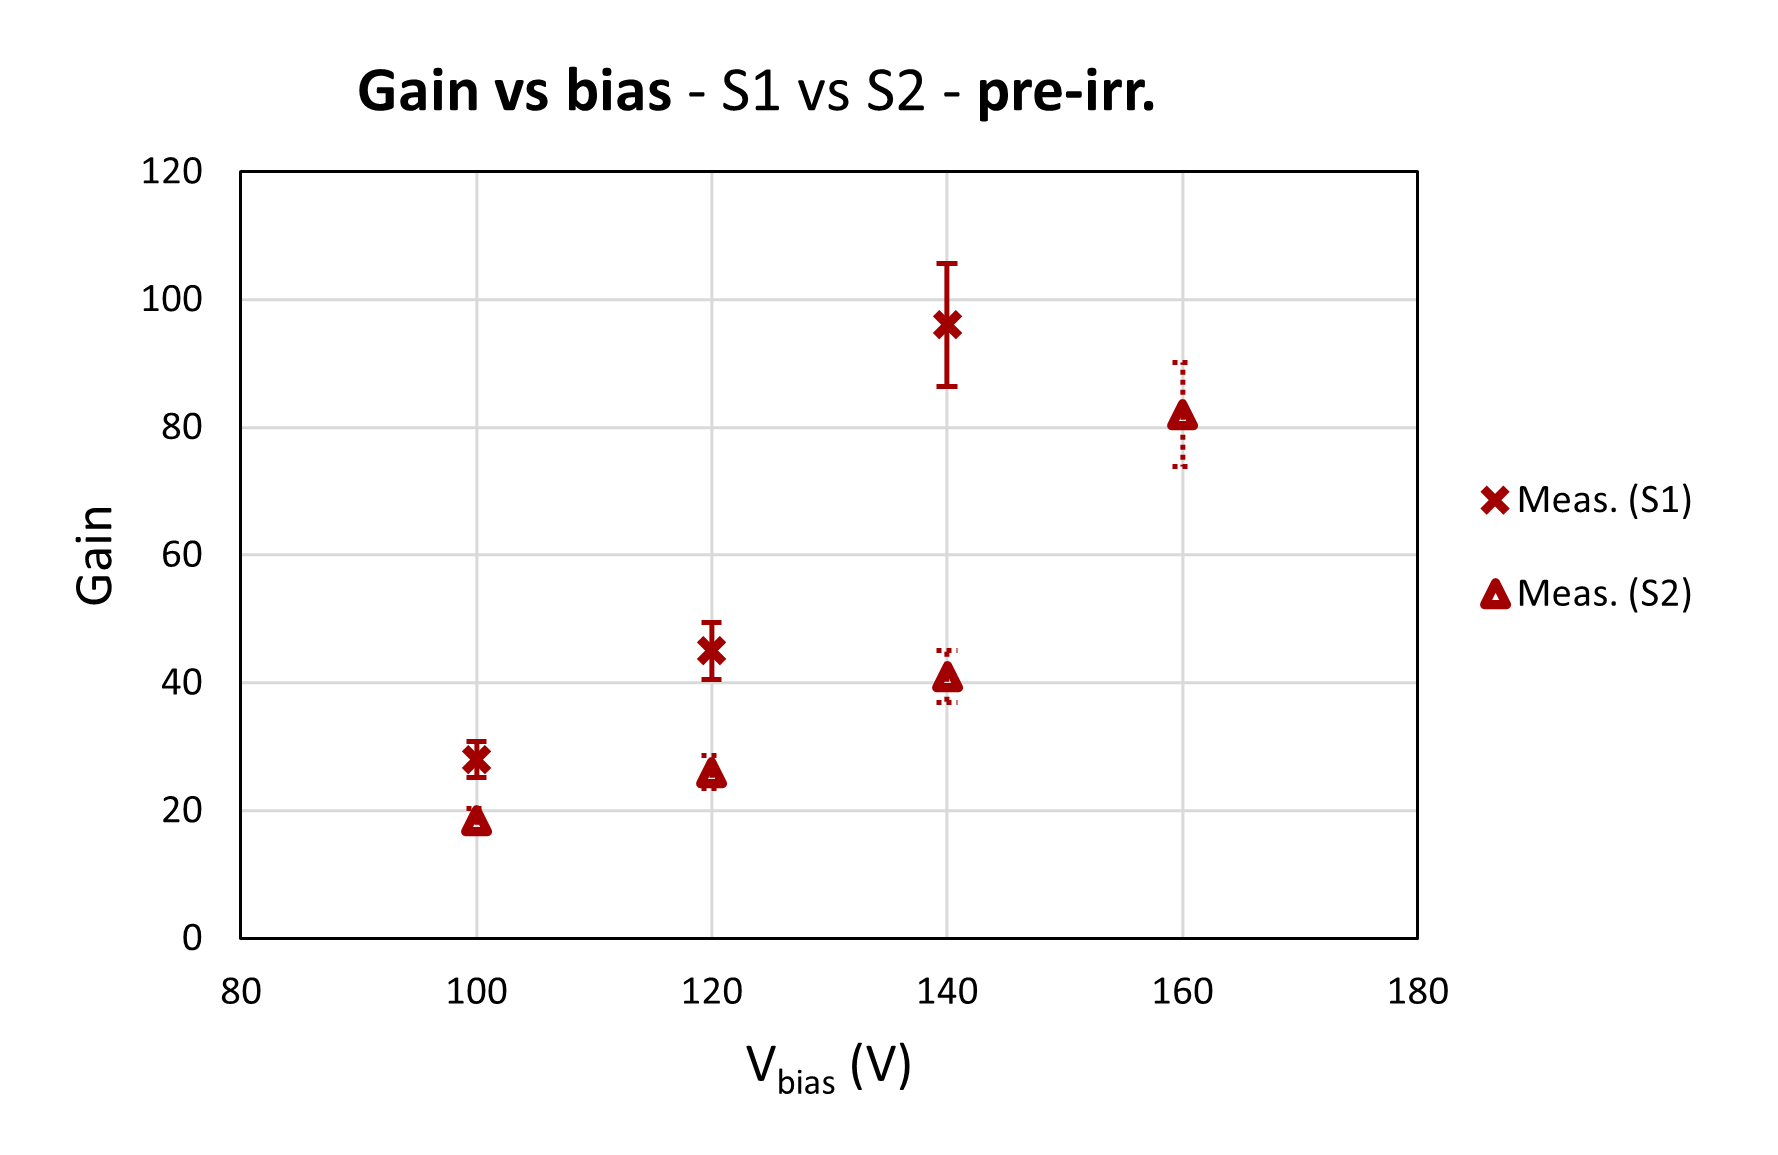 Gain vs bias - S1 vs S2 - pre-irr.
120
100
80
60
40
20
0
Gain
80 100 120 140 160 180
Vbias (V)
Meas. (S1)
Meas. (S2)